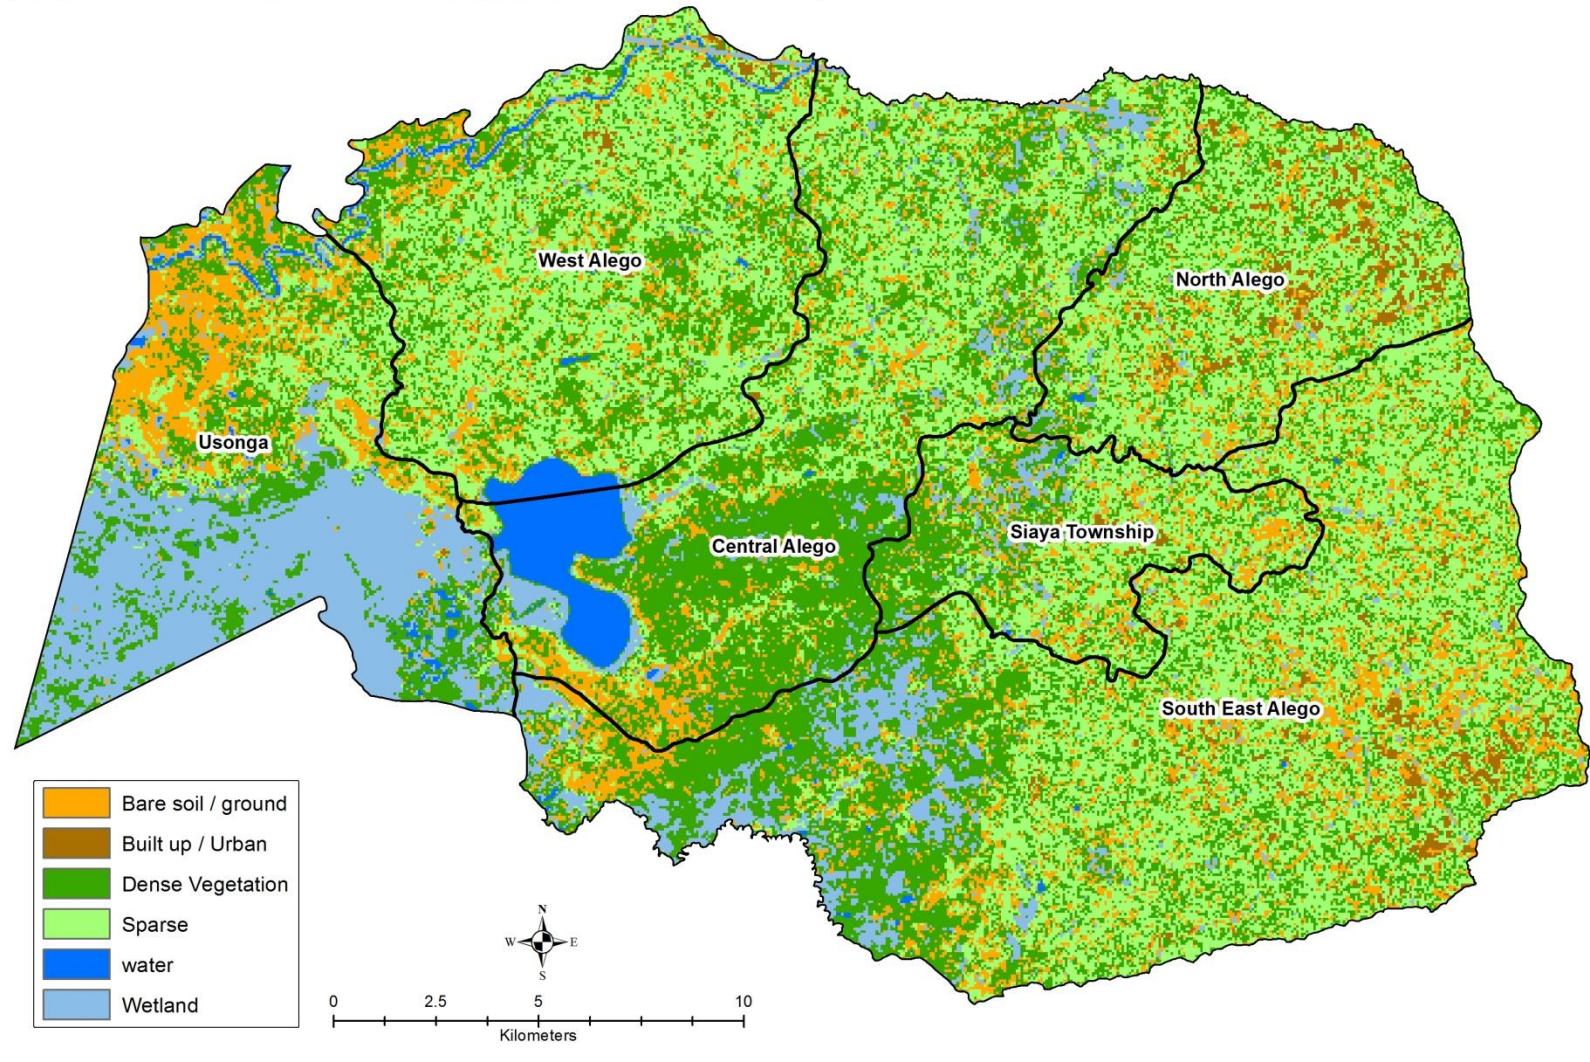 West Alego
North Alego
Usonga
Central Alego
Siaya Township
South East Alego
Bare soil / ground
Built up / Urban
Dense Vegetation
Sparse
water
Wetland
N
W E
S
0 2.5 5 10
Kilometers